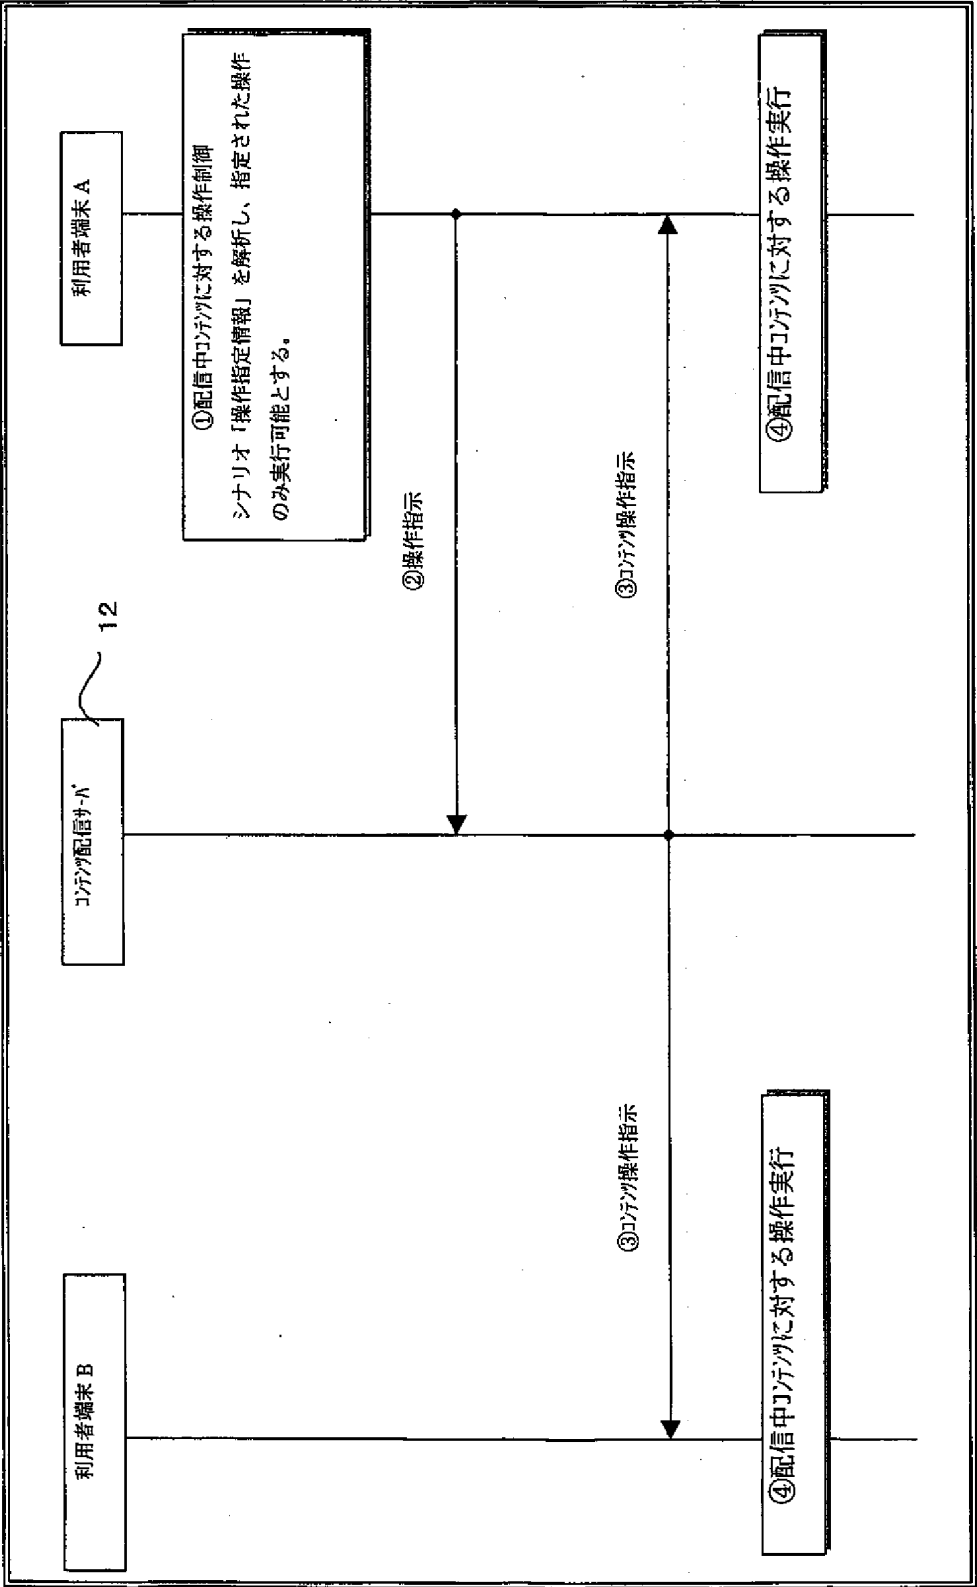 利用者端末B
コンテンツ配信サーバ
12
利用者端末A
①配信中コンテンツに対する操作制御
シナリオ「操作指定情報」を解析し、指定された操作
のみ実行可能とする。
②操作指示
③コンテンツ操作指示
③コンテンツ操作指示
④配信中コンテンツに対する操作実行
④配信中コンテンツに対する操作実行